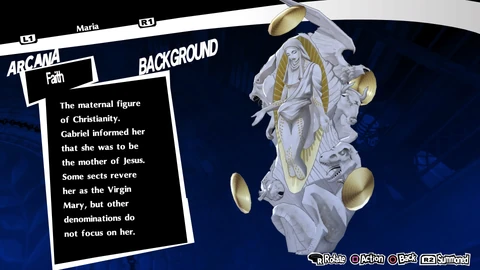 L1
Maria
R1
ARCANA
Faith
BACKGROUND
The maternal figure
of Christianity.
Gabriel informed her
that she was to be
the mother of Jesus.
Some sects revere
her as the Virgin
Mary, but other
denominations do
not focus on her.
R Rotate Action Back R2 Summoned